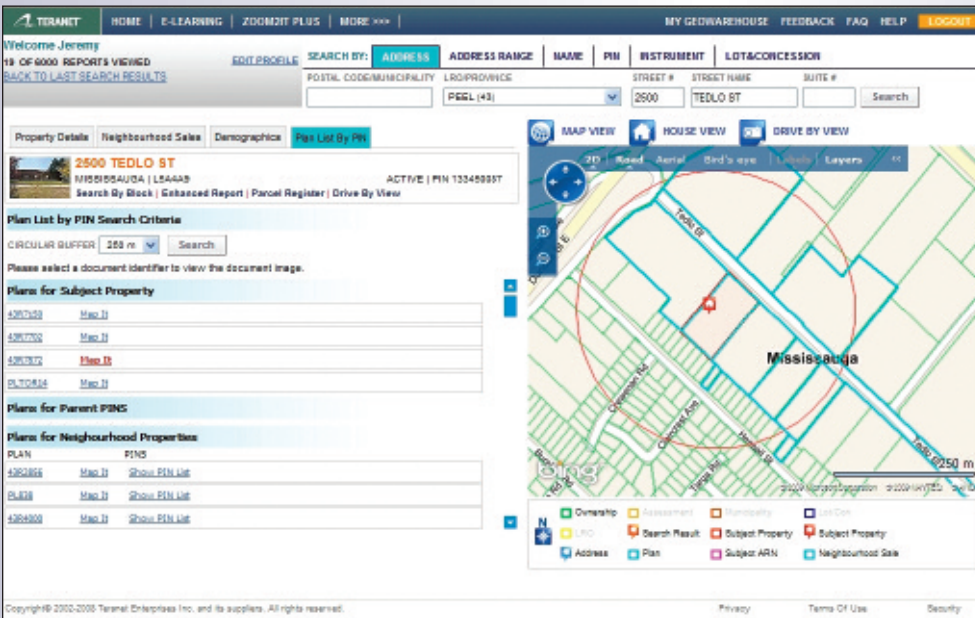 TERANET HOME | E-LEARNING | ZOOM2IT PLUS | MORE >>> | MY GEOWAREHOUSE FEEDBACK FAQ HELP LOGOUT
Welcome Jeremy
19 OF 6000 REPORTS VIEWED EDIT PROFILE
BACK TO LAST SEARCH RESULTS
SEARCH BY: ADDRESS ADDRESS RANGE NAME PIN INSTRUMENT LOT&CONCESSION
POSTAL CODE/MUNICIPALITY LRO/PROVINCE STREET # STREET NAME SUITE #
PEEL (43) 2500 TEDLO ST Search
Property Details Neighbourhood Sales Demographics Plan List By PIN
MAP VIEW HOUSE VIEW DRIVE BY VIEW
2D Road Aerial Bird's eye Labels Layers <<
2500 TEDLO ST
MISSISSAUGA | L5A4A9 ACTIVE | PIN
Search By Block | Enhanced Report | Parcel Register | Drive By View
Plan List by PIN Search Criteria
CIRCULAR BUFFER 250 m Search
Please select a document identifier to view the document image.
Plans for Subject Property
43R7159 Map It
43R7702 Map It
Map It
Map It
Plans for Parent PINS
Plans for Neighourhood Properties
PLAN PINS
43R2856 Map It Show PIN List
Map It Show PIN List
43R4000 Map It Show PIN List
Tedlo St
Mississauga
Tedlo St
250 m
bing
N
Ownership Assessment Municipality Lot Con
LRO Search Result Subject Property Subject Property
Address Plan Subject ARN Neighbourhood Sale
Copyright© 2002-2008 Teranet Enterprises Inc. and its suppliers. All rights reserved. Privacy Terms Of Use Security